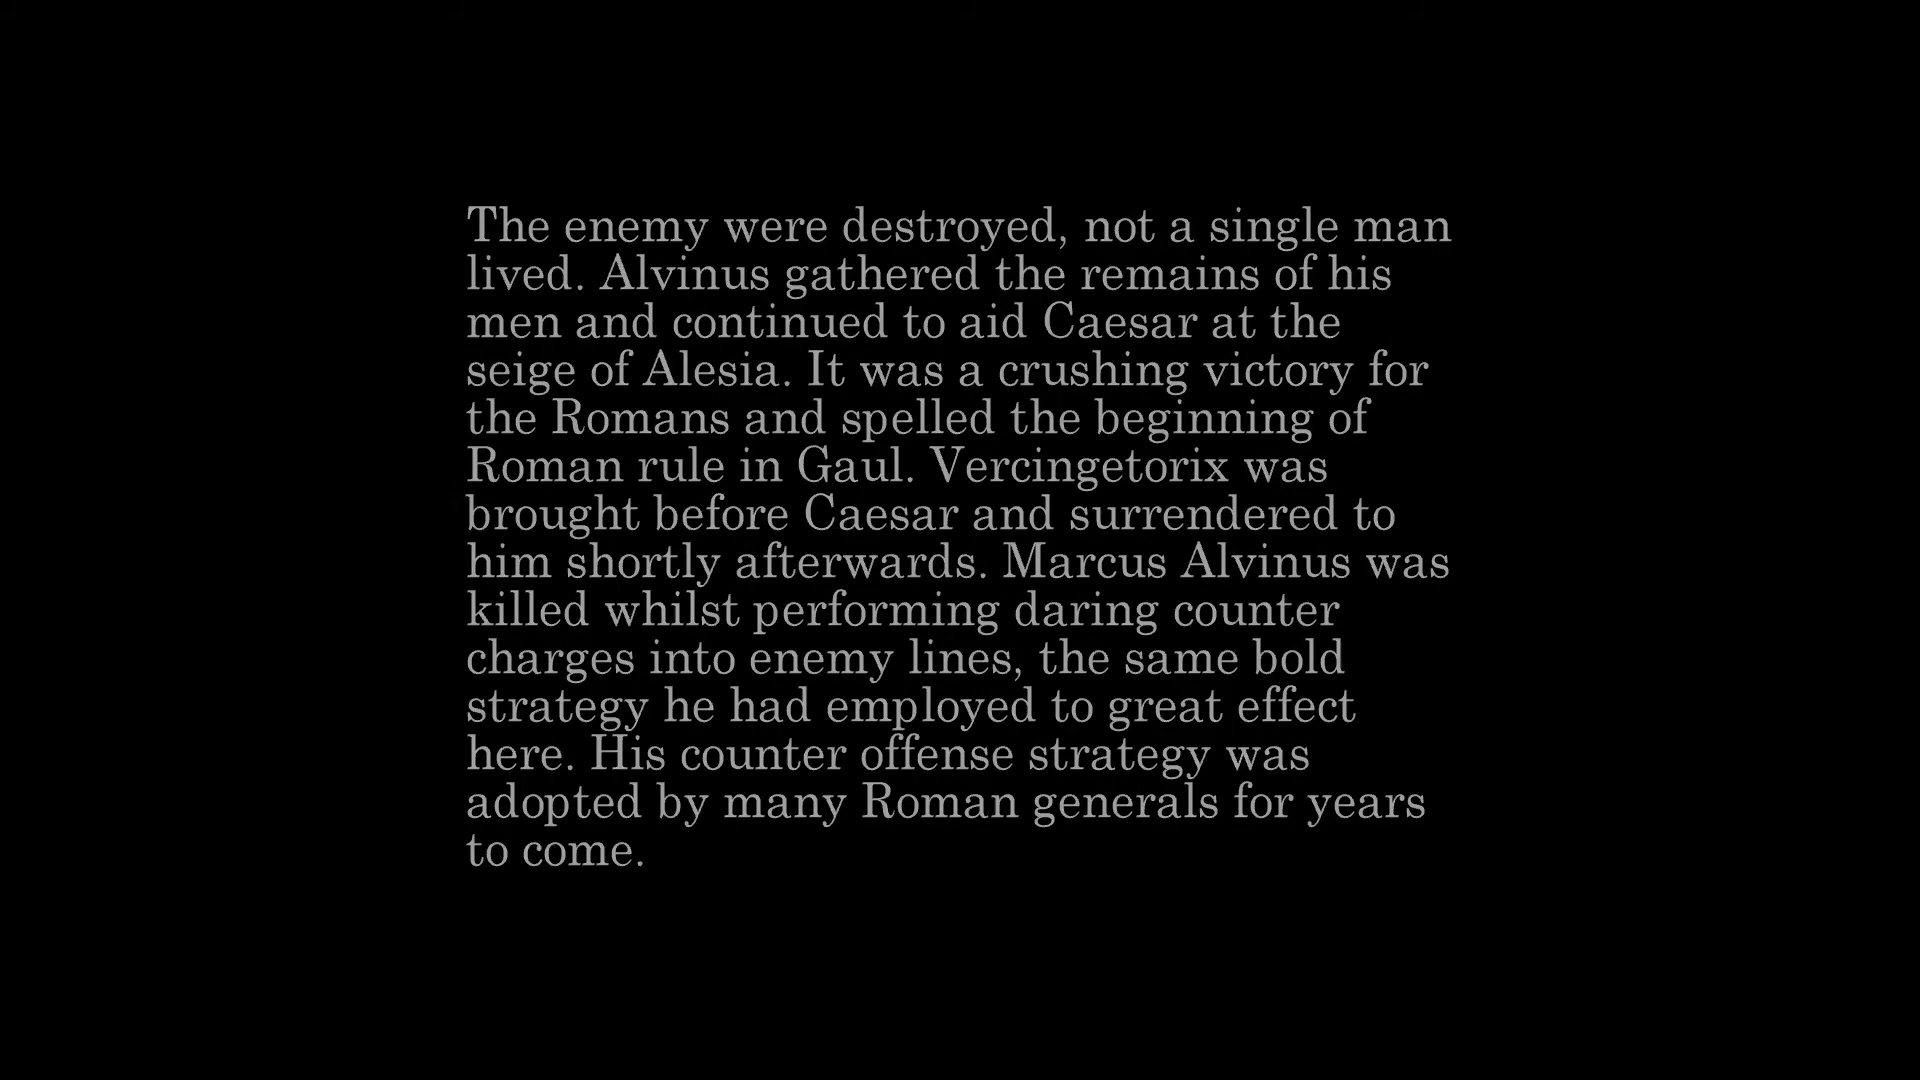 The enemy were destroyed, not a single man
lived. Alvinus gathered the remains of his
men and continued to aid Caesar at the
seige of Alesia. It was a crushing victory for
the Romans and spelled the beginning of
Roman rule in Gaul. Vercingetorix was
brought before Caesar and surrendered to
him shortly afterwards. Marcus Alvinus was
killed whilst performing daring counter
charges into enemy lines, the same bold
strategy he had employed to great effect
here. His counter offense strategy was
adopted by many Roman generals for years
to come.